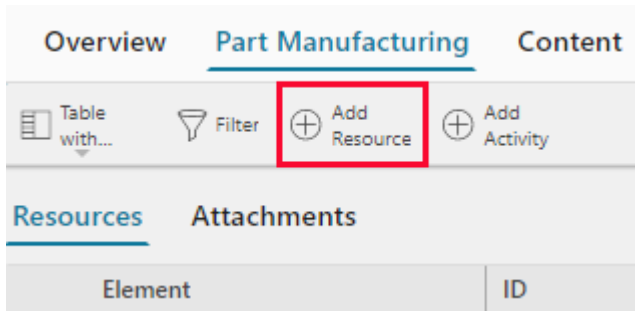 Overview Part Manufacturing Content
Table with... Filter Add Resource Add Activity
Resources Attachments
Element ID